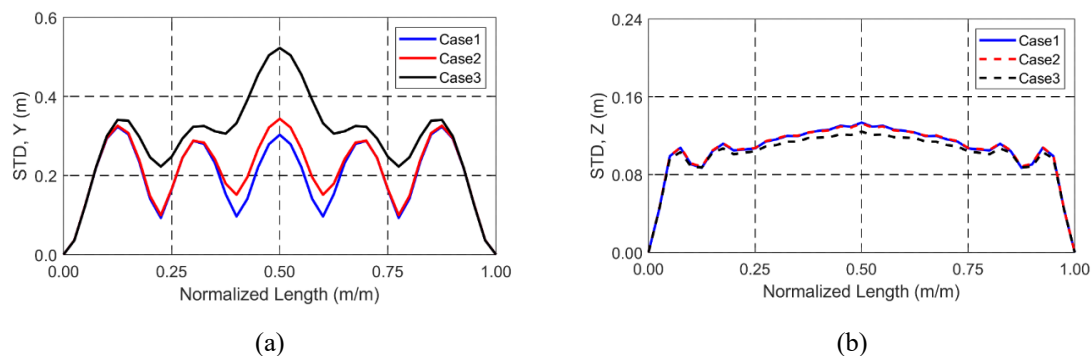 STD, Y (m)
0.6
0.4
0.2
0.0
0.00 0.25 0.50 0.75 1.00
Normalized Length (m/m)
Case1
Case2
Case3
(a)
STD, Z (m)
0.24
0.16
0.08
0.00
0.00 0.25 0.50 0.75 1.00
Normalized Length (m/m)
Case1
Case2
Case3
(b)